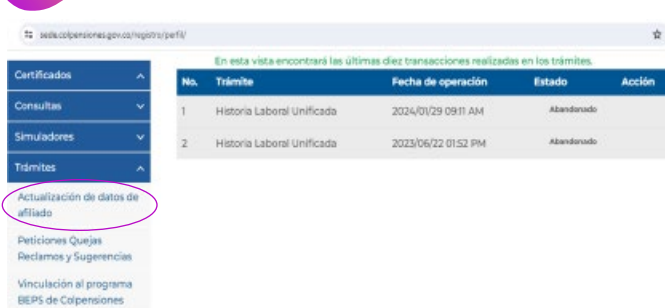 sede.colpensiones.gov.co/registro/perfil/
En esta vista encontrará las últimas diez transacciones realizadas en los trámites.
Certificados
Consultas
Simuladores
Trámites
Actualización de datos de
afiliado
Peticiones Quejas
Reclamos y Sugerencias
Vinculación al programa
BEPS de Colpensiones
No. Trámite Fecha de operación Estado Acción
1 Historia Laboral Unificada 2024/01/29 09:11 AM Abandonado
2 Historia Laboral Unificada 2023/06/22 01:52 PM Abandonado